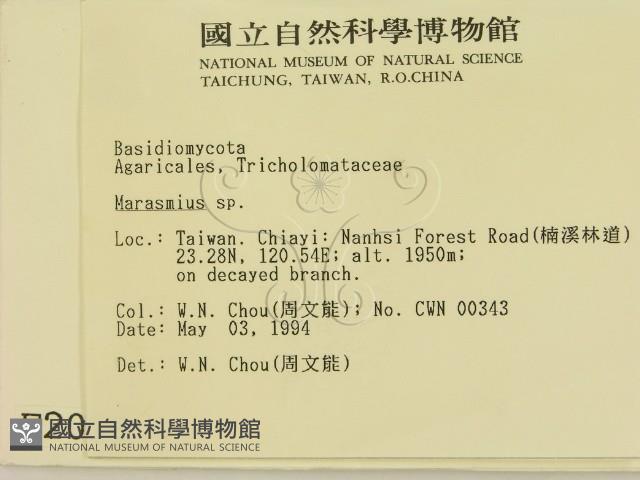 國立自然科學博物館
NATIONAL MUSEUM OF NATURAL SCIENCE
TAICHUNG, TAIWAN, R.O.CHINA
Basidiomycota
Agaricales, Tricholomataceae
Marasmius sp.
Loc.: Taiwan. Chiayi: Nanhsi Forest Road(楠溪林道)
23.28N, 120.54E; alt. 1950m;
on decayed branch.
Col.: W.N. Chou(周文能); No. CWN 00343
Date: May 03, 1994
Det.: W.N. Chou(周文能)
國立自然科學博物館
NATIONAL MUSEUM OF NATURAL SCIENCE